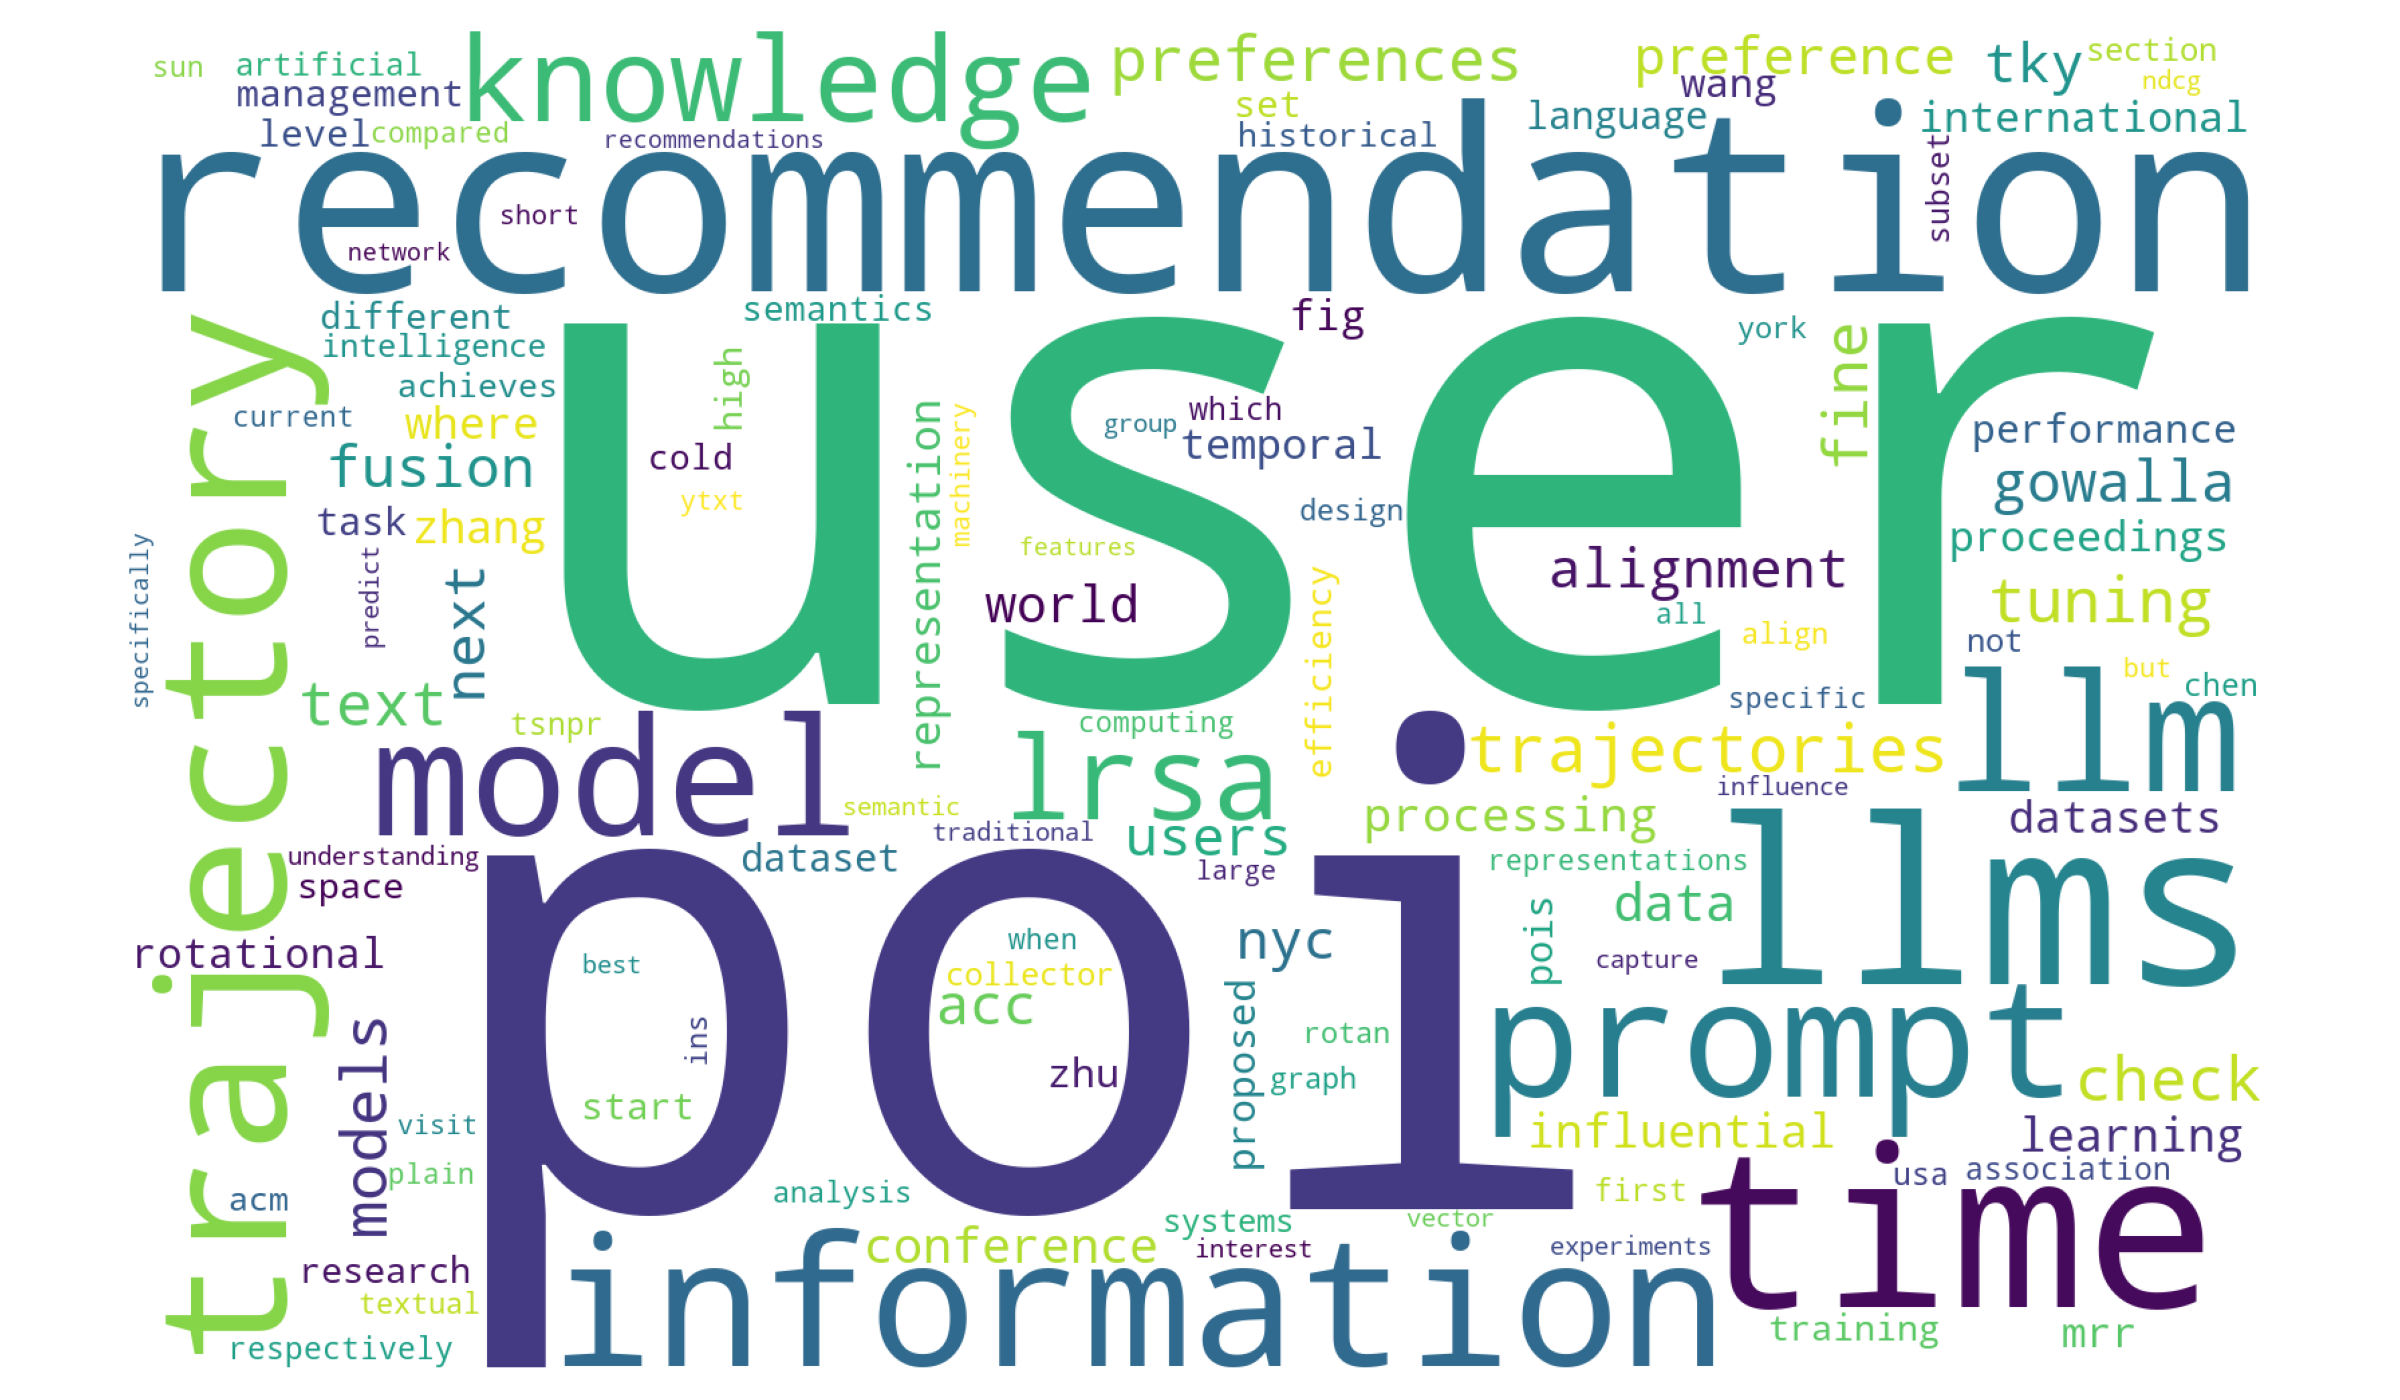 sun
artificial
knowledge
preferences
preference
tky
section
management
set
wang
ndcg
level
compared
recommendations
historical
language
international
recommendation
short
network
subset
trajectory
different
semantics
fig
york
fine
intelligence
user
achieves
high
current
where
which
group
temporal
performance
fusion
cold
representation
machinery
gowalla
ytxt
design
task
zhang
features
proceedings
specifically
predict
next
world
efficiency
alignment
tuning
all
align
not
text
specific
but
chen
llm
tsnpr
computing
model
lrsa
trajectories
semantic
influence
traditional
users
processing
datasets
understanding
dataset
large
representations
llms
space
poi
data
rotational
best
when
nyc
pois
capture
collector
acc
models
ins
zhu
proposed
rotan
graph
prompt
check
start
visit
influential
learning
plain
acm
analysis
first
usa
association
time
systems
vector
research
information
conference
interest
experiments
textual
respectively
training
mrr